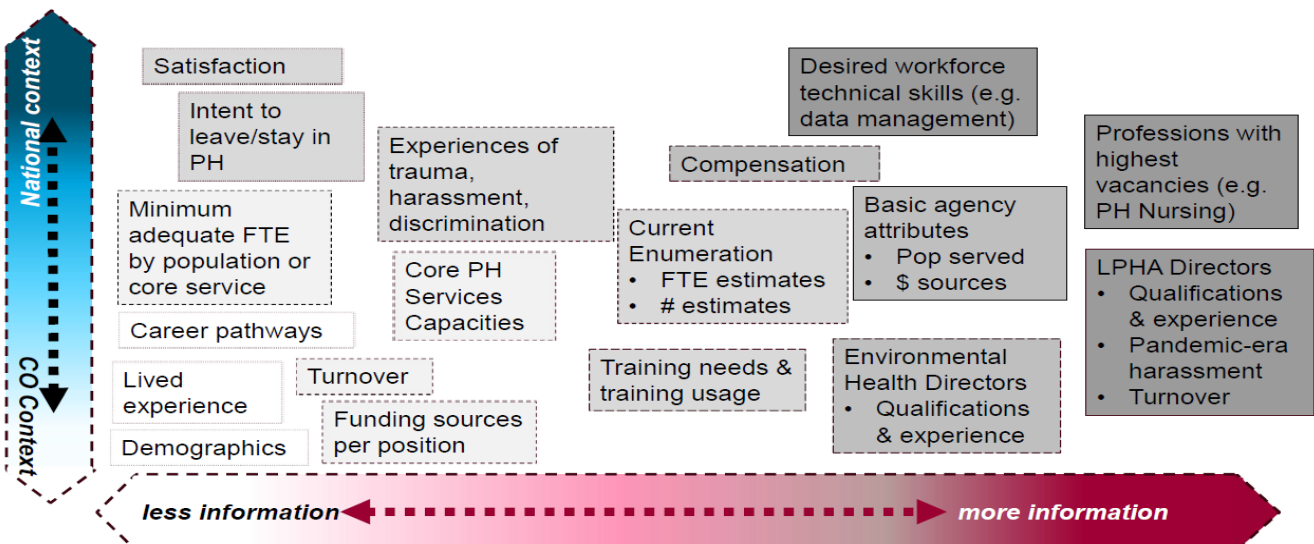 National context
CO Context
Satisfaction
Intent to
leave/stay in
PH
Minimum
adequate FTE
by population or
core service
Career pathways
Lived
experience
Demographics
Experiences of
trauma,
harassment,
discrimination
Core PH
Services
Capacities
Turnover
Funding sources
per position
Desired workforce
technical skills (e.g.
data management)
Compensation
Current
Enumeration
• FTE estimates
• # estimates
Basic agency
attributes
• Pop served
• $ sources
Training needs &
training usage
Environmental
Health Directors
• Qualifications
& experience
Professions with
highest
vacancies (e.g.
PH Nursing)
LPHA Directors
• Qualifications
& experience
• Pandemic-era
harassment
• Turnover
less information
more information